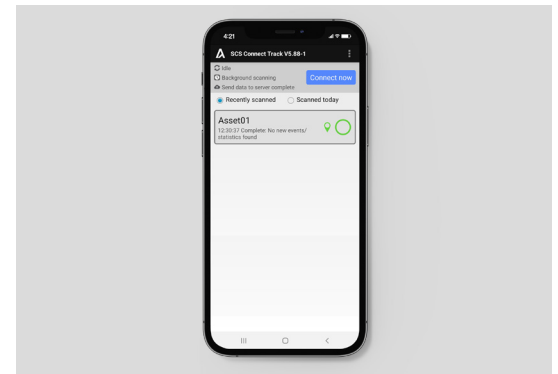 4:21
SCS Connect Track V5.88-1
Idle
Background scanning
Send data to server complete
Connect now
Recently scanned
Scanned today
Asset01
12:30:37 Complete: No new events/
statistics found